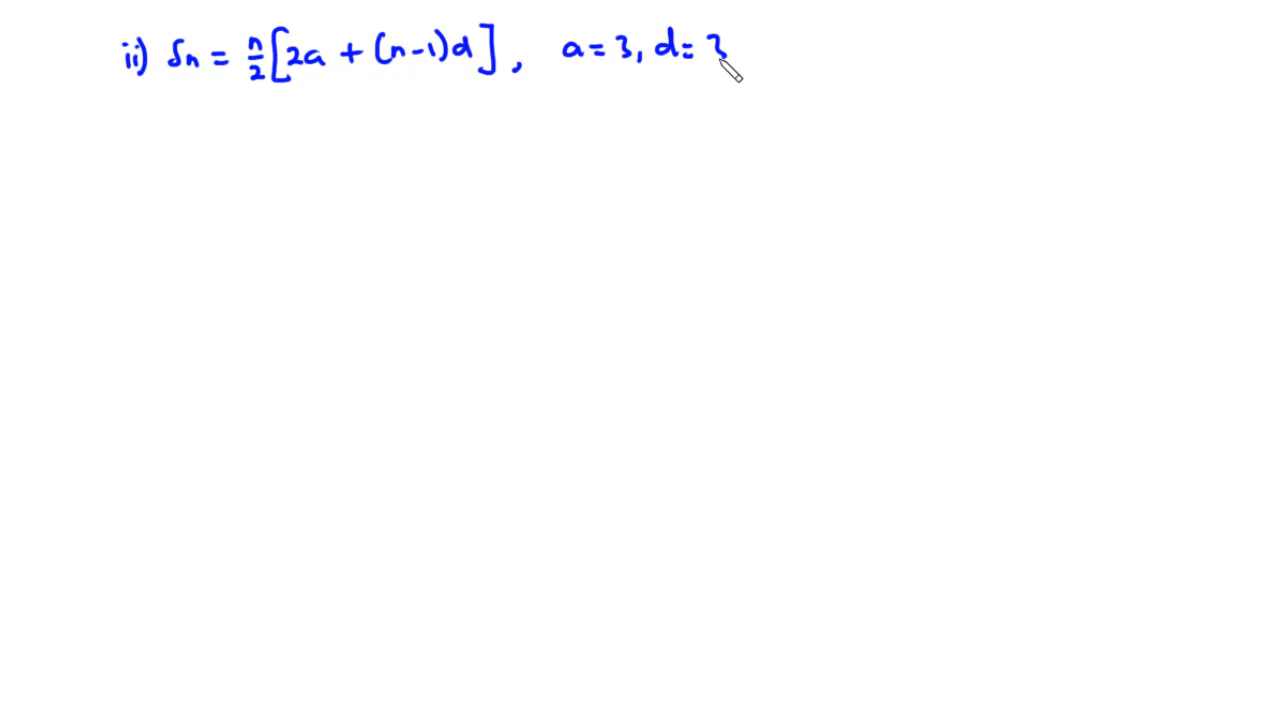 ii) Sn = n/2 [2a + (n-1)d] , a = 3, d = 3